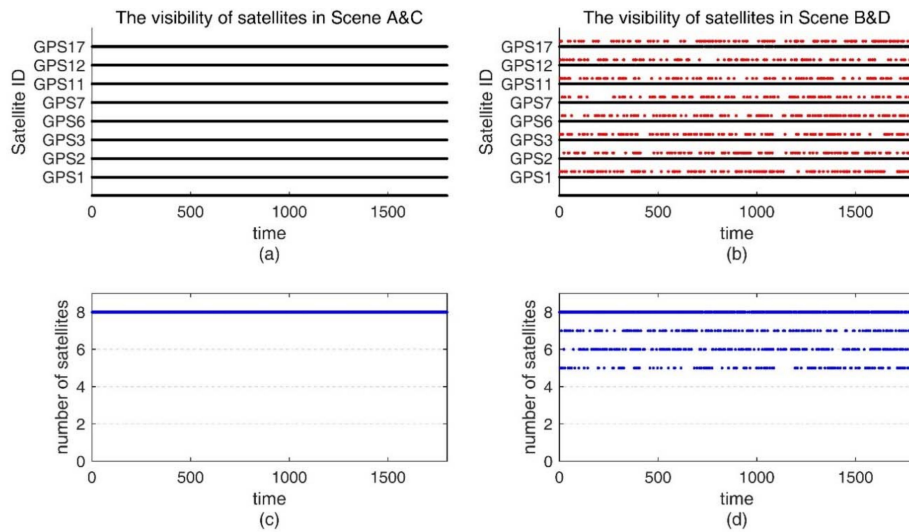 The visibility of satellites in Scene A&C
Satellite ID
GPS17
GPS12
GPS11
GPS7
GPS6
GPS3
GPS2
GPS1
0 500 1000 1500
time
(a)
The visibility of satellites in Scene B&D
Satellite ID
GPS17
GPS12
GPS11
GPS7
GPS6
GPS3
GPS2
GPS1
0 500 1000 1500
time
(b)
number of satellites
8
6
4
2
0
0 500 1000 1500
time
(c)
number of satellites
8
6
4
2
0
0 500 1000 1500
time
(d)